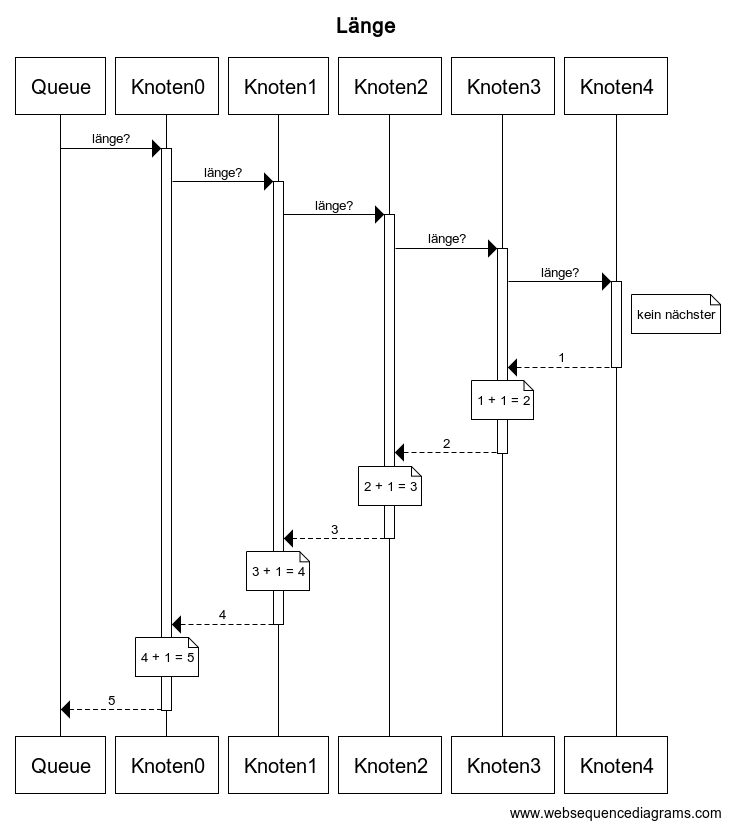 Länge
Queue Knoten0 Knoten1 Knoten2 Knoten3 Knoten4
länge?
länge?
länge?
länge?
länge?
kein nächster
1
1 + 1 = 2
2
2 + 1 = 3
3
3 + 1 = 4
4
4 + 1 = 5
5
Queue Knoten0 Knoten1 Knoten2 Knoten3 Knoten4
www.websequencediagrams.com